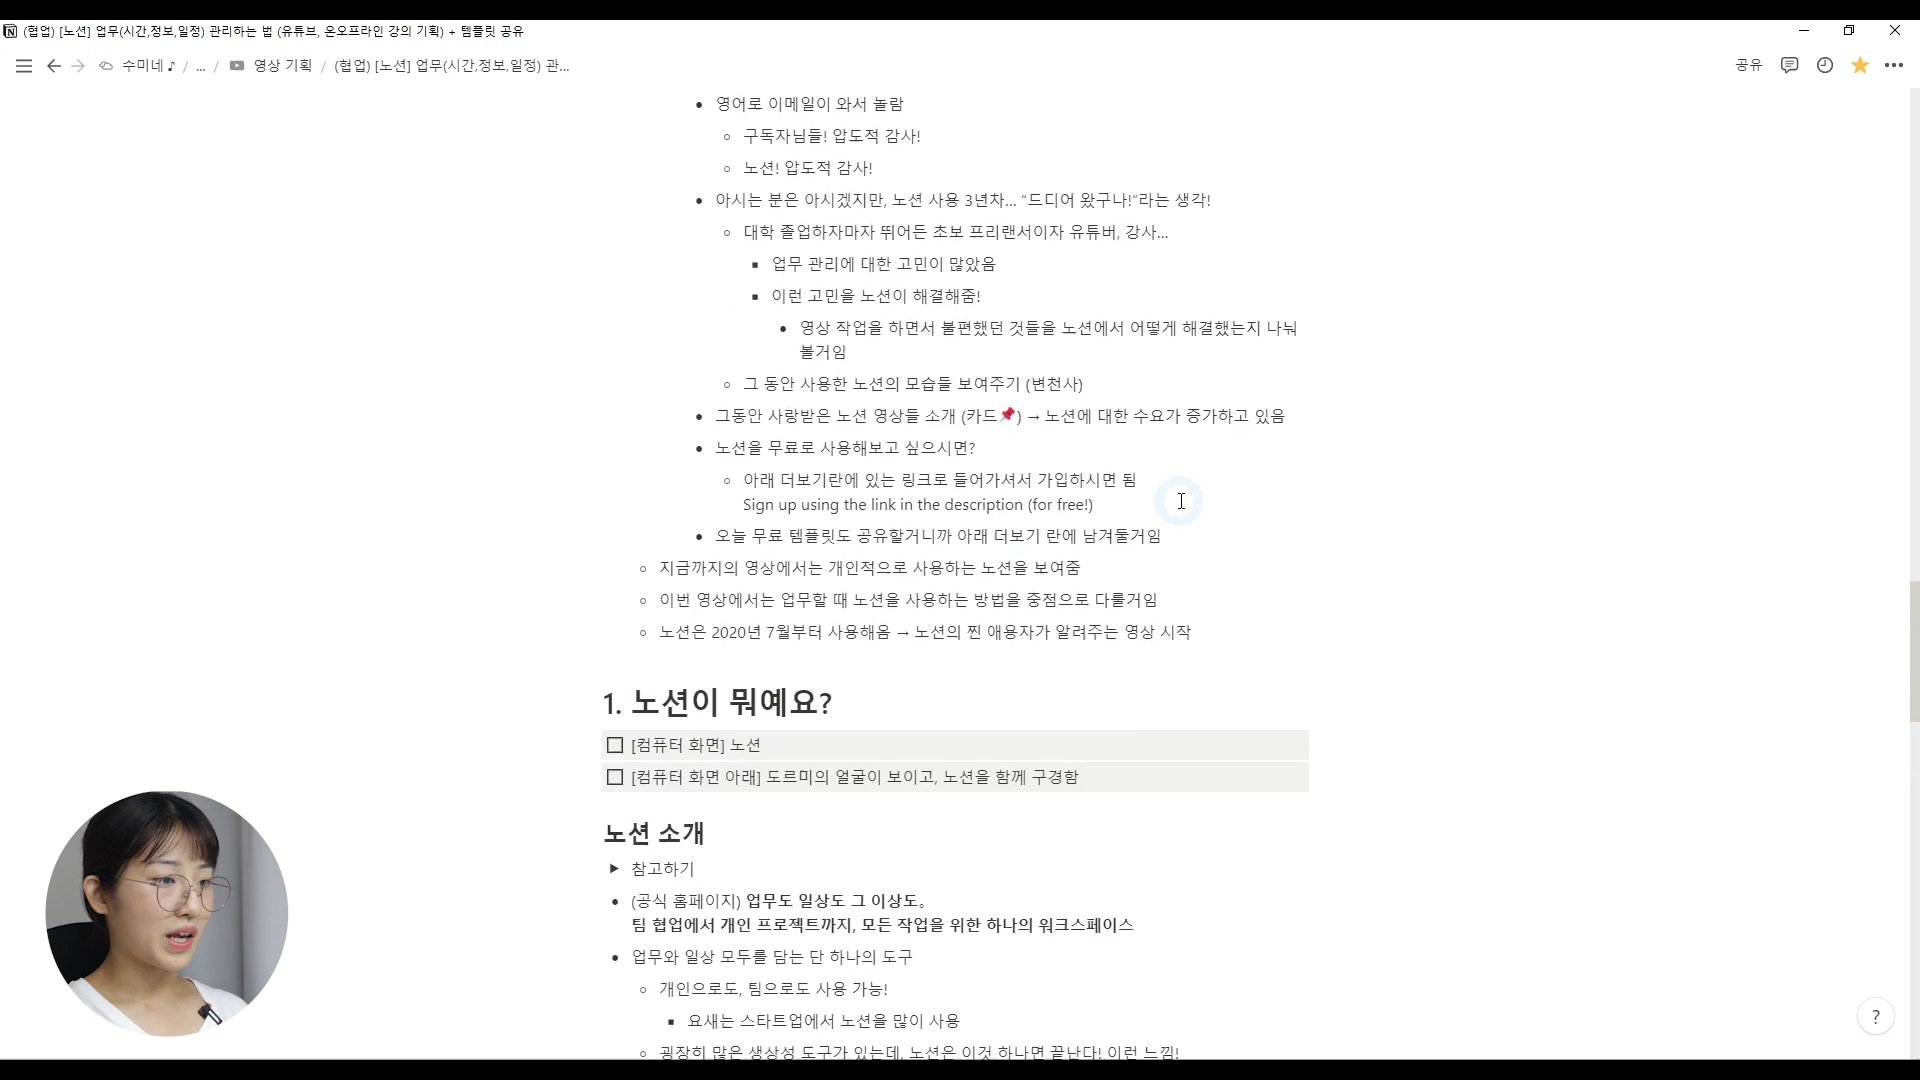 (협업) [노션] 업무(시간,정보,일정) 관리하는 법 (유튜브, 온오프라인 강의 기획) + 템플릿 공유
수미네♪ / ... / 영상 기획 / (협업) [노션] 업무(시간,정보,일정) 관...
공유
영어로 이메일이 와서 놀람
구독자님들! 압도적 감사!
노션! 압도적 감사!
아시는 분은 아시겠지만, 노션 사용 3년차... “드디어 왔구나!”라는 생각!
대학 졸업하자마자 뛰어든 초보 프리랜서이자 유튜버, 강사...
업무 관리에 대한 고민이 많았음
이런 고민을 노션이 해결해줌!
영상 작업을 하면서 불편했던 것들을 노션에서 어떻게 해결했는지 나눠
볼거임
그 동안 사용한 노션의 모습들 보여주기 (변천사)
그동안 사랑받은 노션 영상들 소개 (카드📌) → 노션에 대한 수요가 증가하고 있음
노션을 무료로 사용해보고 싶으시면?
아래 더보기란에 있는 링크로 들어가셔서 가입하시면 됨
Sign up using the link in the description (for free!)
오늘 무료 템플릿도 공유할거니까 아래 더보기 란에 남겨둘거임
지금까지의 영상에서는 개인적으로 사용하는 노션을 보여줌
이번 영상에서는 업무할 때 노션을 사용하는 방법을 중점으로 다룰거임
노션은 2020년 7월부터 사용해옴 → 노션의 찐 애용자가 알려주는 영상 시작
1. 노션이 뭐예요?
[컴퓨터 화면] 노션
[컴퓨터 화면 아래] 도르미의 얼굴이 보이고, 노션을 함께 구경함
노션 소개
참고하기
(공식 홈페이지) 업무도 일상도 그 이상도。
팀 협업에서 개인 프로젝트까지, 모든 작업을 위한 하나의 워크스페이스
업무와 일상 모두를 담는 단 하나의 도구
개인으로도, 팀으로도 사용 가능!
요새는 스타트업에서 노션을 많이 사용
굉장히 많은 생상성 도구가 있는데, 노션은 이것 하나면 끝난다! 이런 느낌!
?